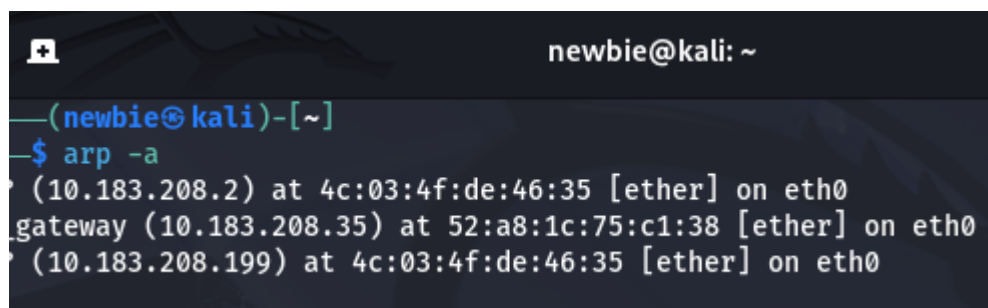 newbie@kali: ~
—(newbie㉿kali)-[~]
—$ arp -a
? (10.183.208.2) at 4c:03:4f:de:46:35 [ether] on eth0
_gateway (10.183.208.35) at 52:a8:1c:75:c1:38 [ether] on eth0
? (10.183.208.199) at 4c:03:4f:de:46:35 [ether] on eth0